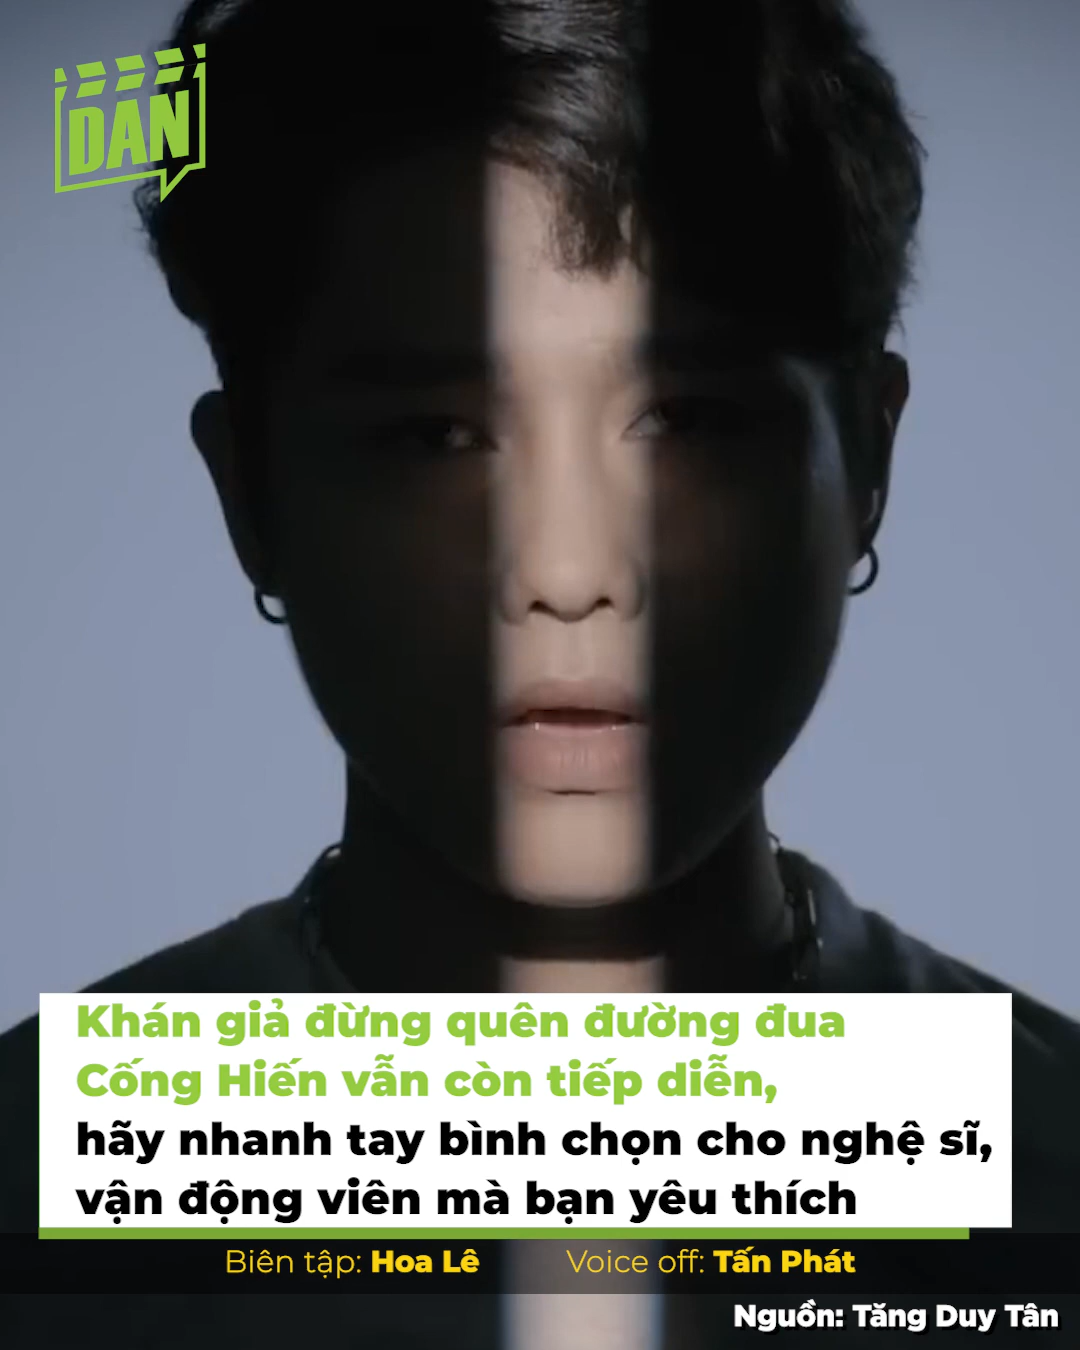 DAN
Khán giả đừng quên đường đua
Cống Hiến vẫn còn tiếp diễn,
hãy nhanh tay bình chọn cho nghệ sĩ,
vận động viên mà bạn yêu thích
Biên tập: Hoa Lê Voice off: Tấn Phát
Nguồn: Tăng Duy Tân